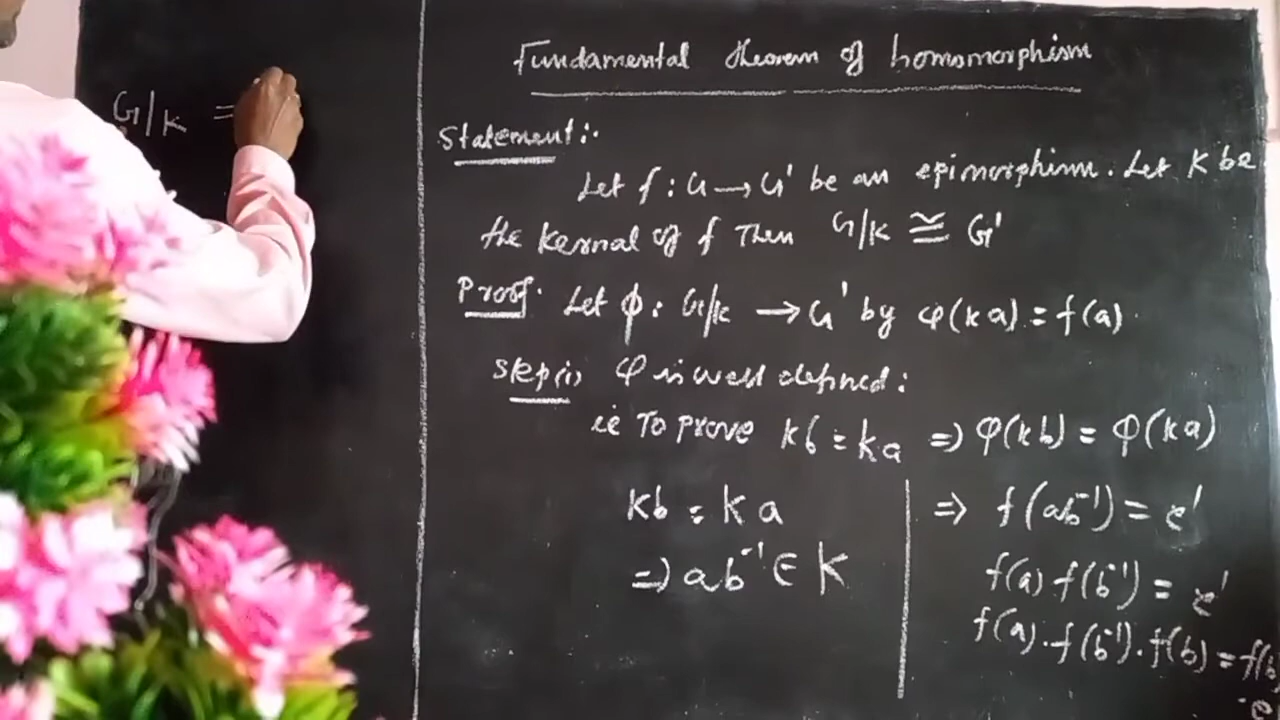 G/K =
Fundamental theorem of homomorphism
Statement:.
Let f : G → G' be an epimorphism. Let K be
the Kernal of f Then G/K ≅ G'
Proof. Let ϕ : G/K → G' by φ(Ka) = f(a).
Step(i) φ is well defined:
ie To prove Kb = Ka ⇒ φ(Kb) = φ(Ka)
Kb = Ka
⇒ ab⁻¹ ∈ K
⇒ f(ab⁻¹) = e'
f(a) f(b⁻¹) = e'
f(a). f(b⁻¹). f(b) = f(b